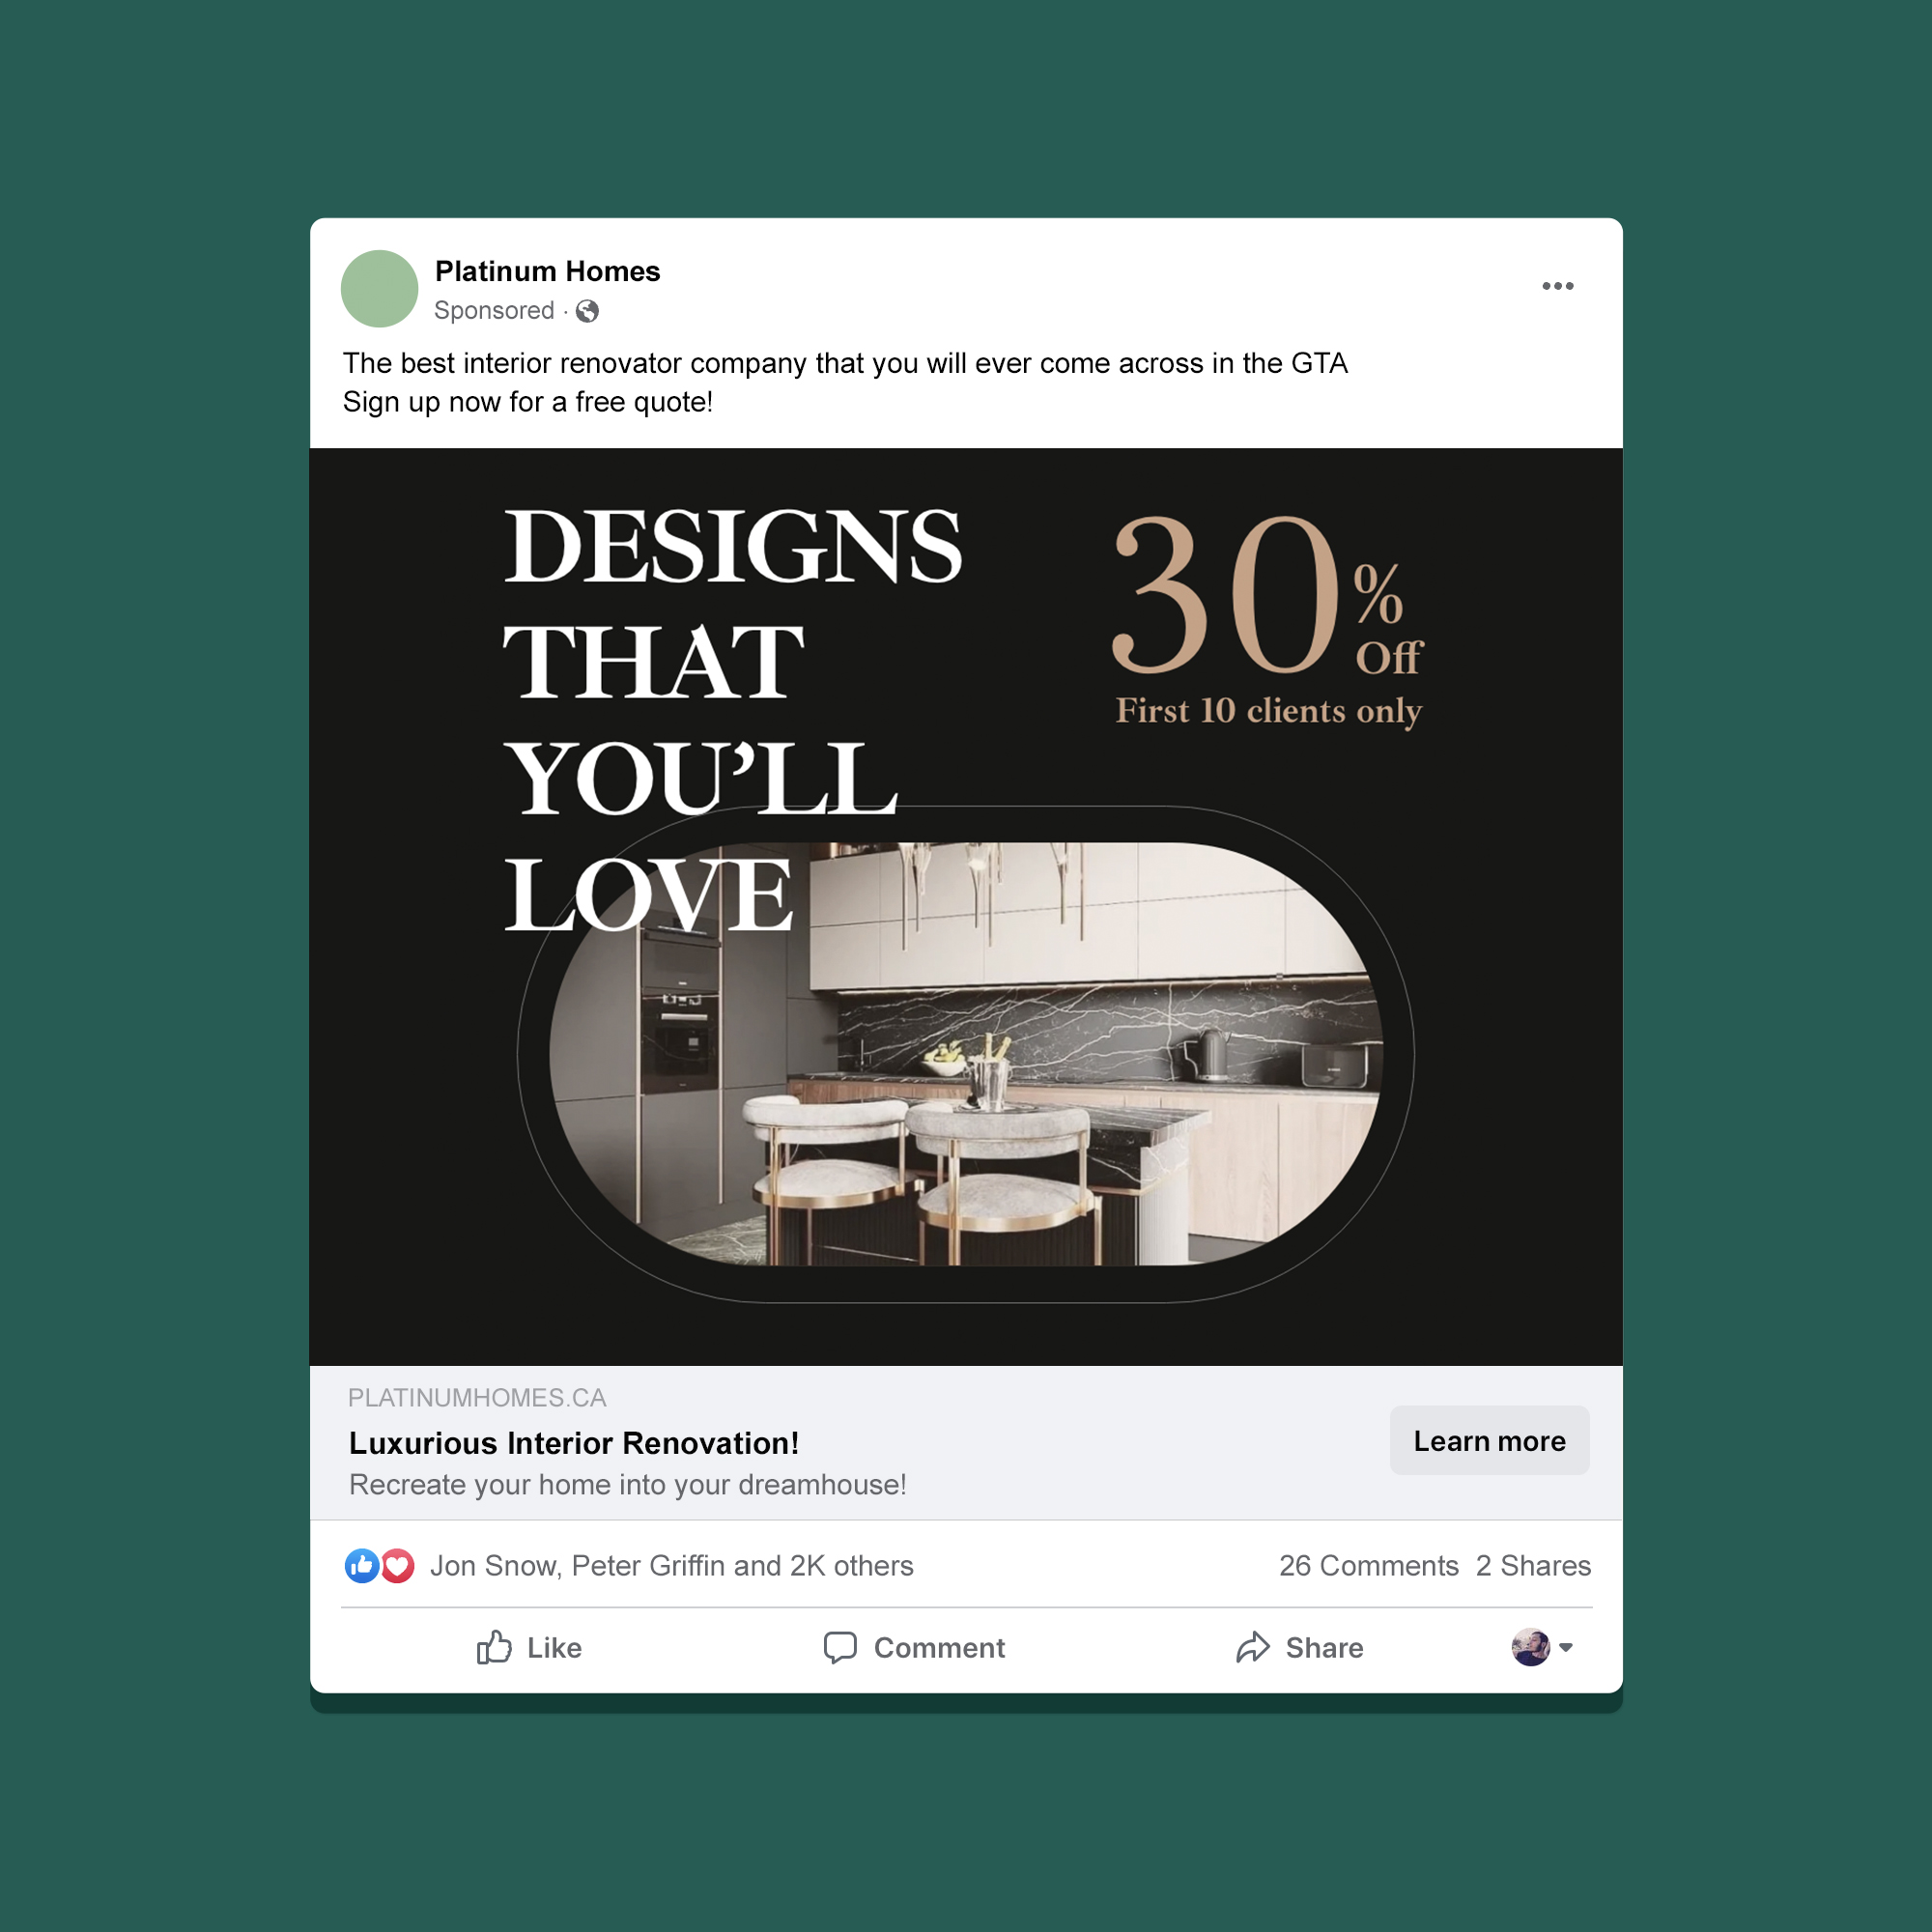 Platinum Homes
Sponsored ·
The best interior renovator company that you will ever come across in the GTA
Sign up now for a free quote!
DESIGNS
THAT
YOU’LL
LOVE
30%
Off
First 10 clients only
PLATINUMHOMES.CA
Luxurious Interior Renovation!
Recreate your home into your dreamhouse!
Learn more
Jon Snow, Peter Griffin and 2K others
26 Comments 2 Shares
Like
Comment
Share